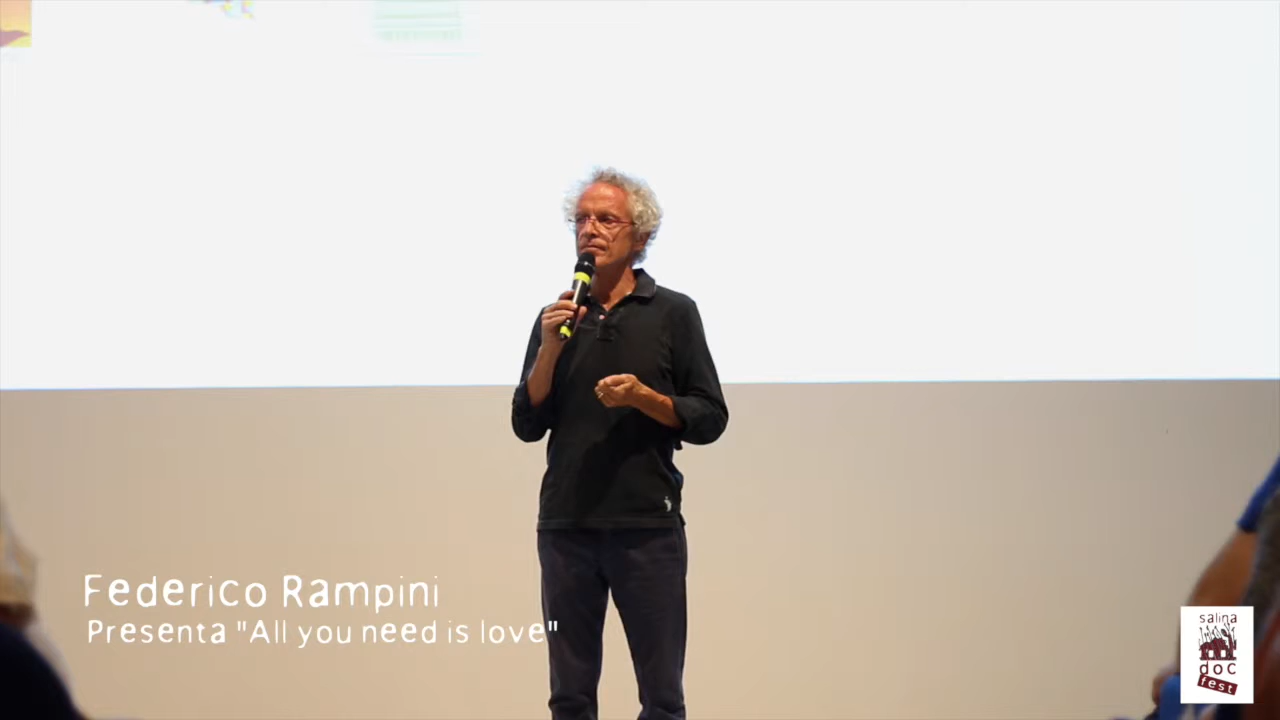 Federico Rampini
Presenta "All you need is love"
salina
doc
fest